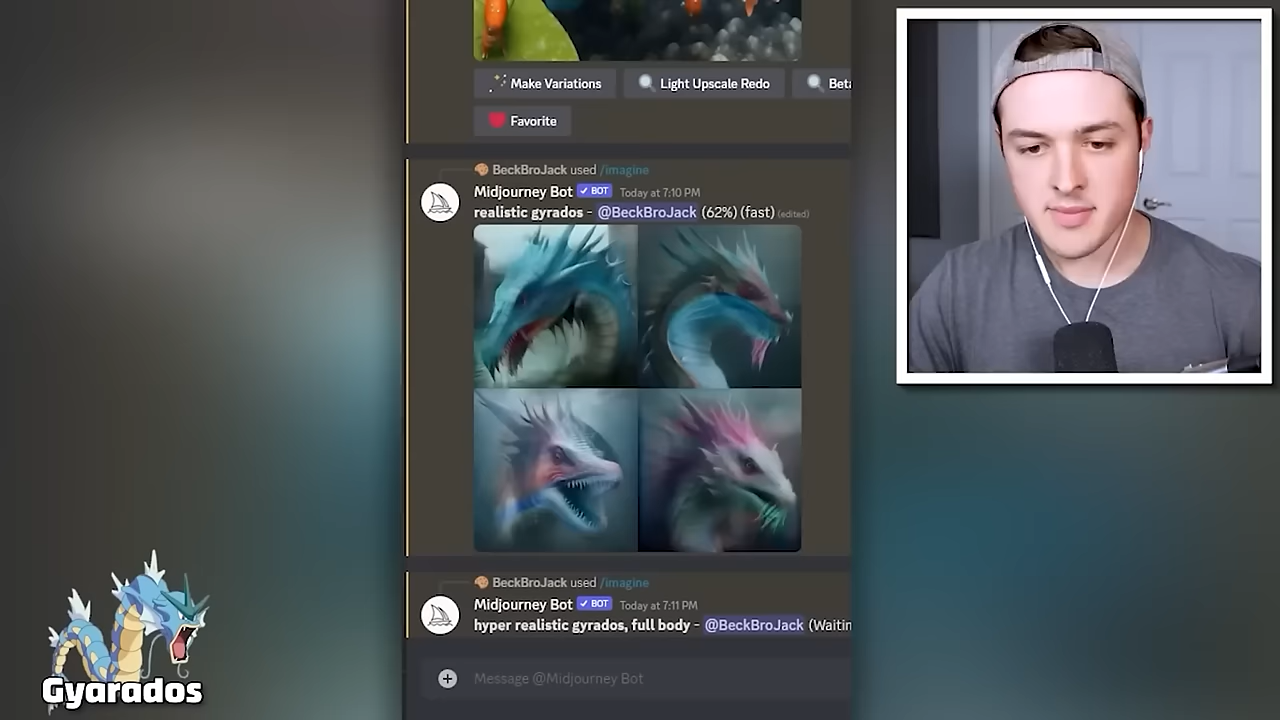 Make Variations
Light Upscale Redo
Beta
Favorite
BeckBroJack used /imagine
Midjourney Bot ✔ BOT Today at 7:10 PM
realistic gyrados - @BeckBroJack (62%) (fast) (edited)
BeckBroJack used /imagine
Midjourney Bot ✔ BOT Today at 7:11 PM
hyper realistic gyrados, full body - @BeckBroJack (Waitin
Message @Midjourney Bot
Gyarados